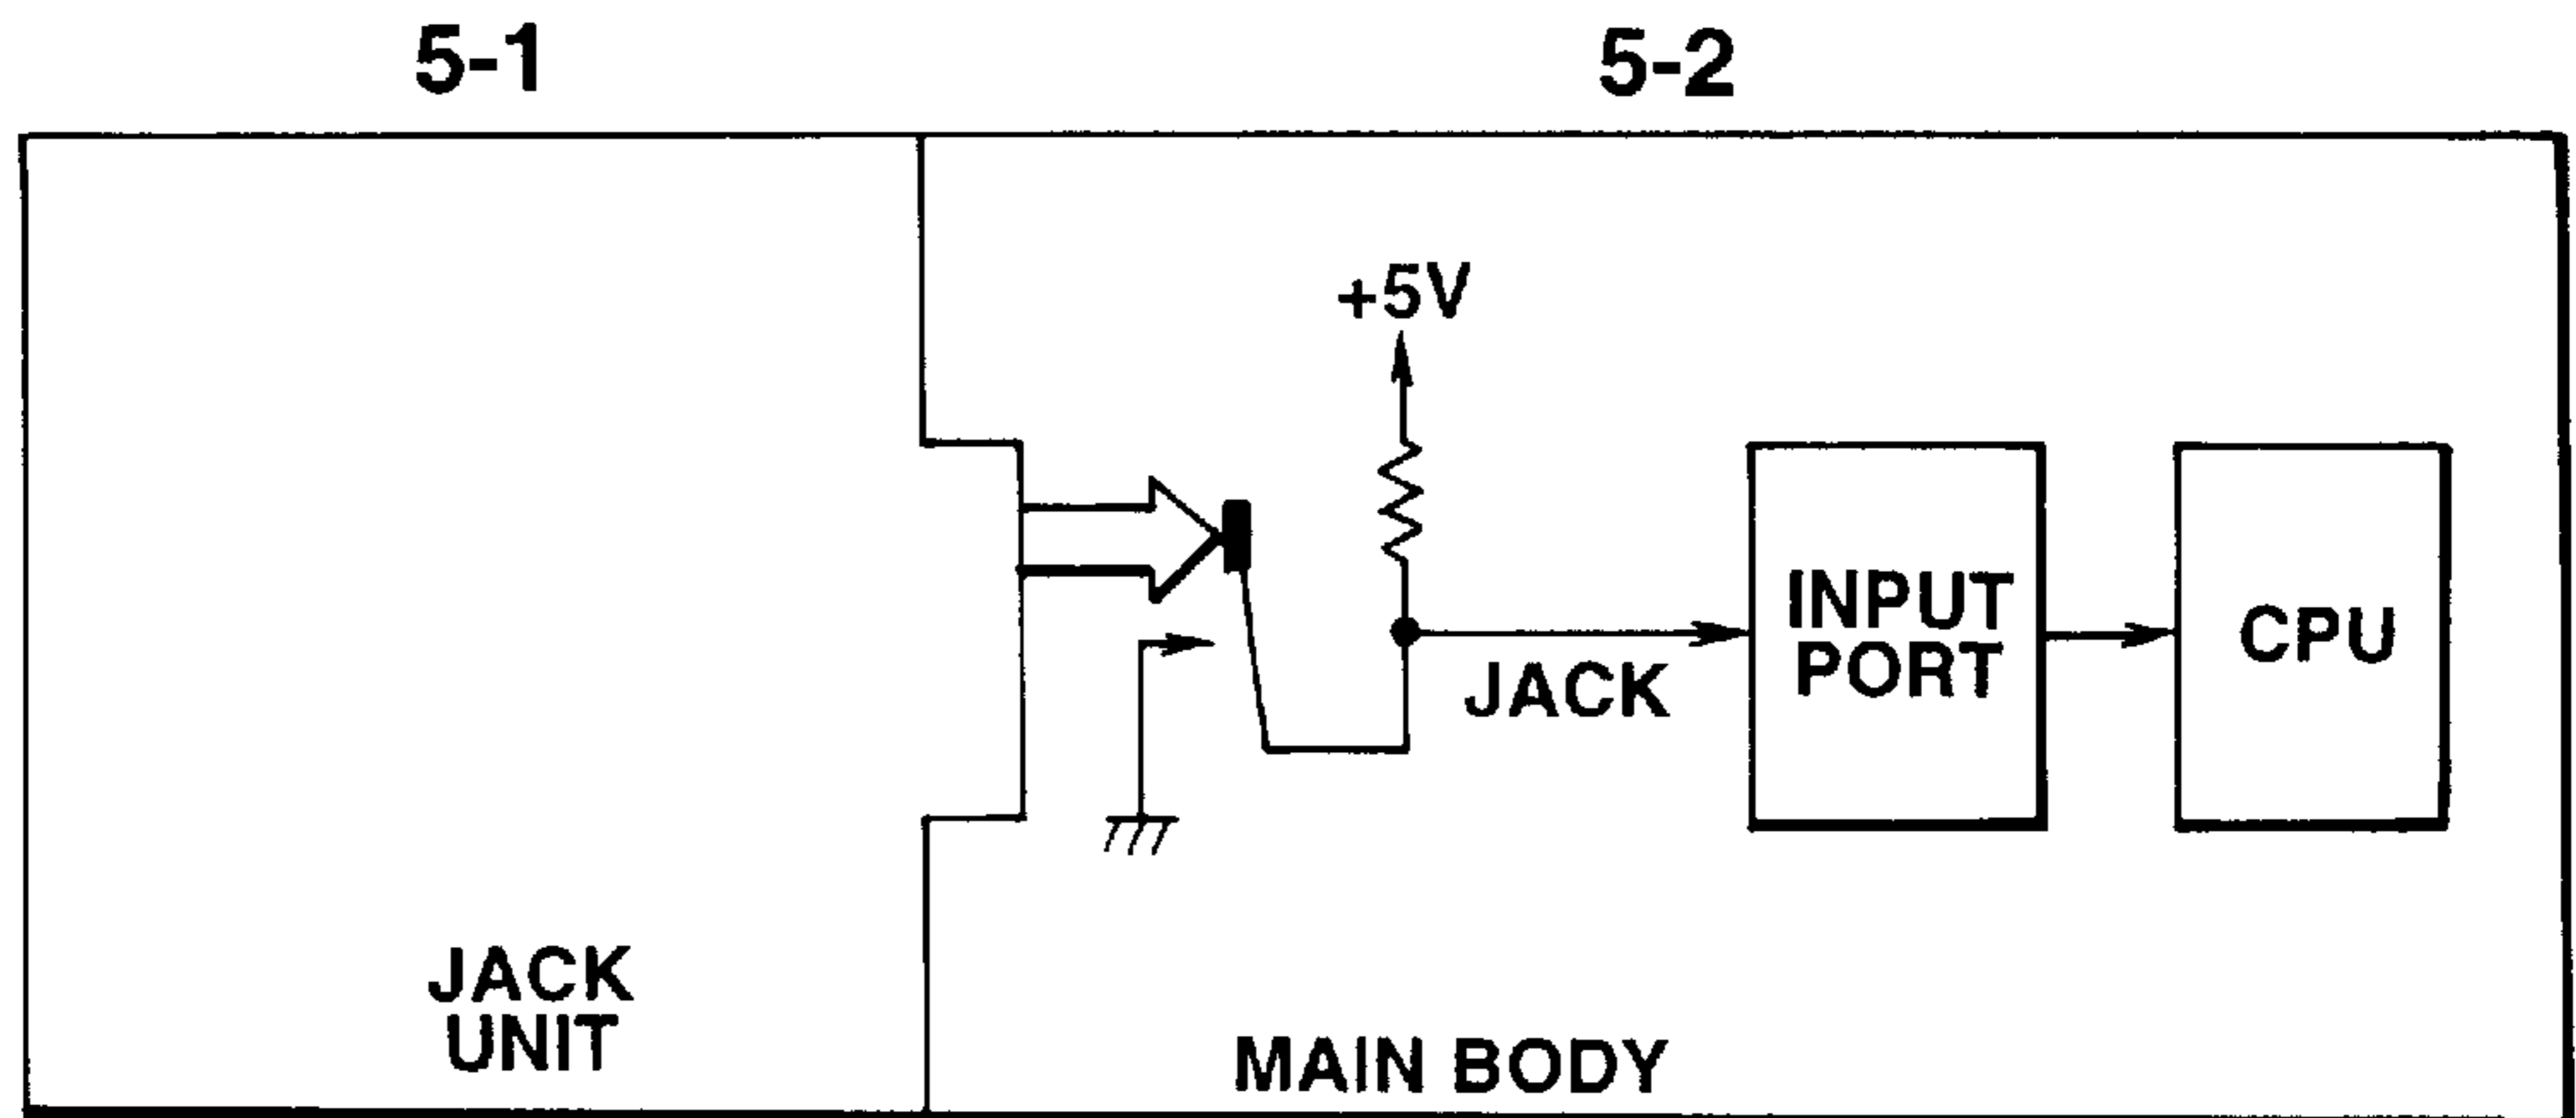 5-1
5-2
+5V
JACK
INPUT
PORT
CPU
JACK
UNIT
MAIN BODY